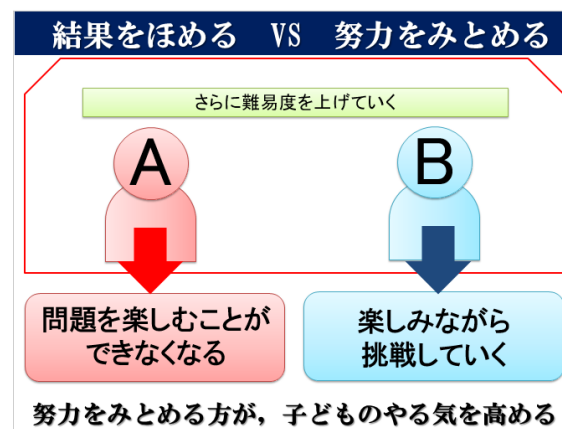 結果をほめる VS 努力をみとめる
さらに難易度を上げていく
A
B
問題を楽しむことが
できなくなる
楽しみながら
挑戦していく
努力をみとめる方が，子どものやる気を高める